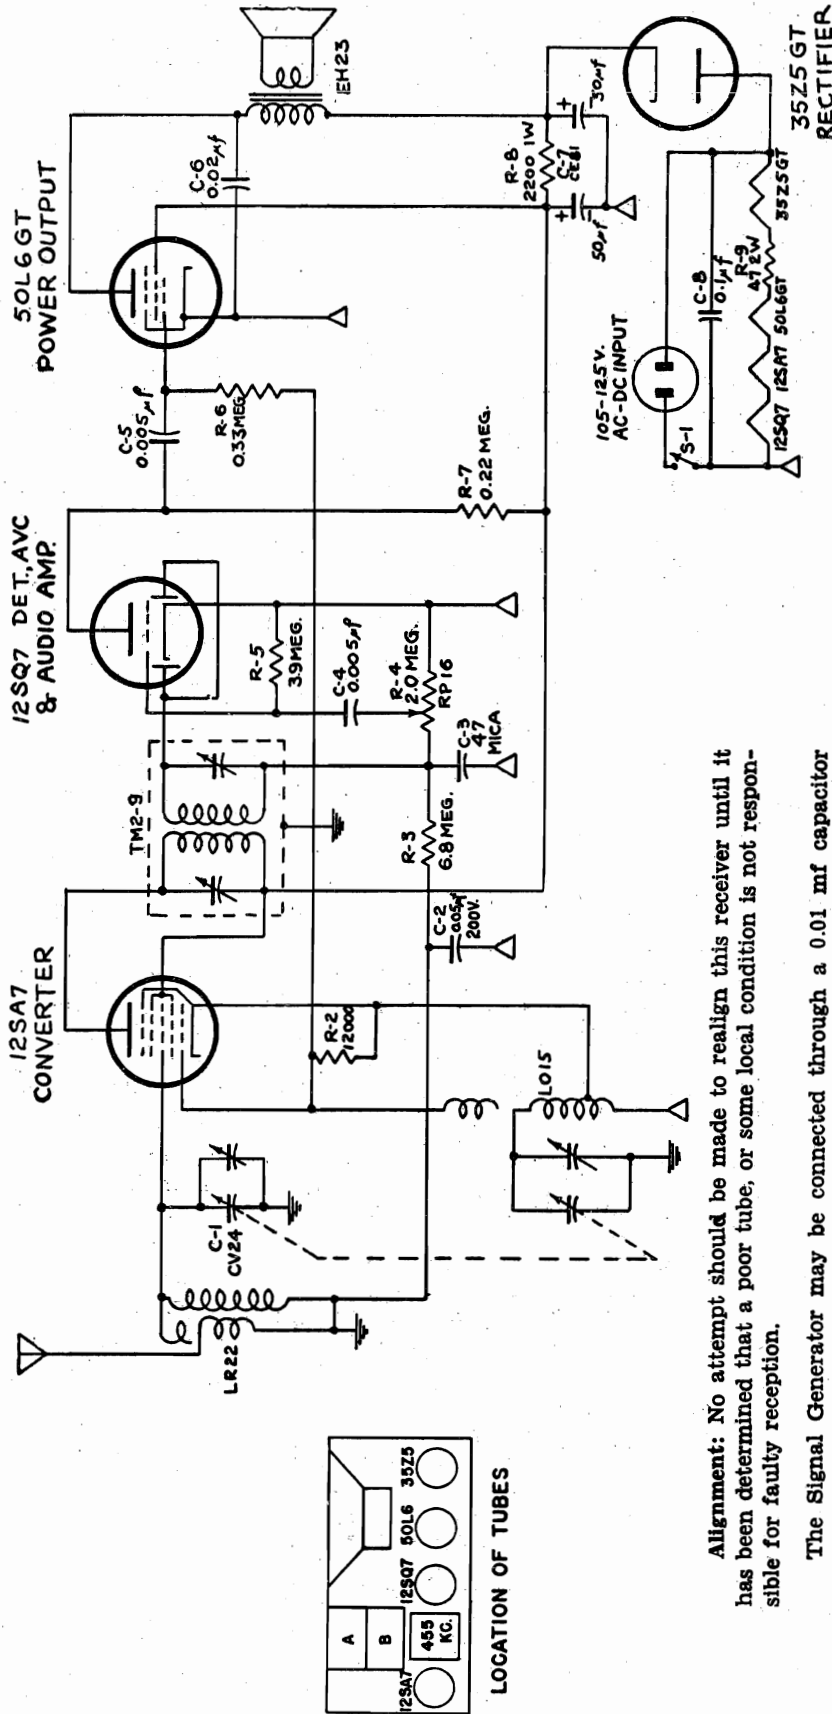 12SA7
CONVERTER
12SQ7 DET., AVC
& AUDIO AMP.
50L6GT
POWER OUTPUT
TM2-9
C-5
0.005µf
C-6
0.02µf
EH23
R-6
0.33MEG.
R-5
3.9MEG.
C-4
0.005µf
R-4
2.0 MEG.
RP16
C-3
47
MICA
R-3
6.8MEG.
C-2
200V.
R-2
12000
R-7
0.22 MEG.
R-8
2200 1W
C-7
CE81
50µf
LR22
C-1
CV24
LO15
105-125V.
AC-DC INPUT
S-1
C-8
0.1µf
R-9
47 2W
12SQ7 12SA7 50L6GT 35Z5GT
35Z5GT
RECTIFIER
A
B
455
KC.
12SA7
12SQ7
50L6
35Z5
LOCATION OF TUBES
Alignment: No attempt should be made to realign this receiver until it
has been determined that a poor tube, or some local condition is not respon-
sible for faulty reception.
The Signal Generator may be connected through a 0.01 mf capacitor